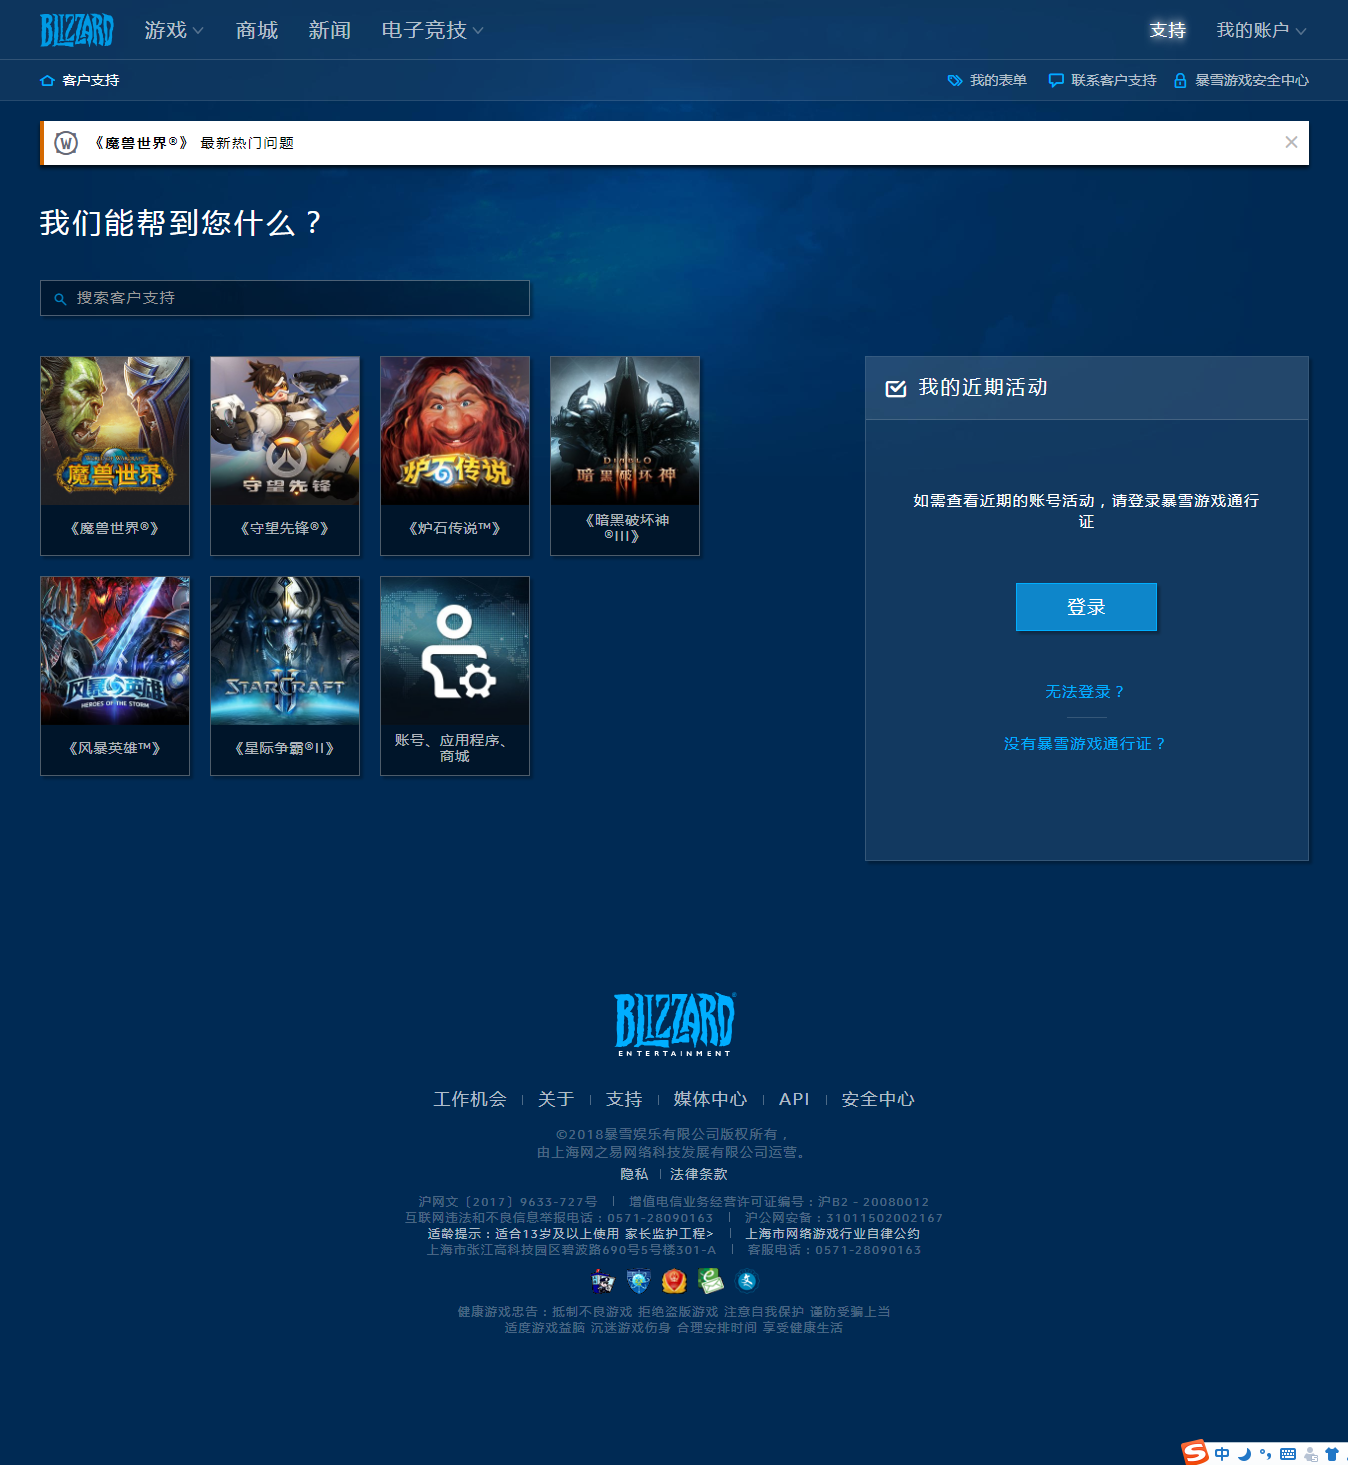 BLIZZARD 游戏 商城 新闻 电子竞技 支持 我的账户
客户支持 我的表单 联系客户支持 暴雪游戏安全中心
W 《魔兽世界®》 最新热门问题
我们能帮到您什么？
搜索客户支持
我的近期活动
WORLD OF WARCRAFT
魔兽世界
守望先锋
炉石传说
DIABLO
暗黑破坏神
《魔兽世界®》 《守望先锋®》 《炉石传说™》 《暗黑破坏神
®III》
如需查看近期的账号活动，请登录暴雪游戏通行
证
登录
无法登录？
没有暴雪游戏通行证？
风暴英雄
HEROES OF THE STORM
STARCRAFT
II
《风暴英雄™》 《星际争霸®II》 账号、应用程序、
商城
BLIZZARD®
ENTERTAINMENT
工作机会 关于 支持 媒体中心 API 安全中心
©2018暴雪娱乐有限公司版权所有，
由上海网之易网络科技发展有限公司运营。
隐私 法律条款
沪网文〔2017〕9633-727号 增值电信业务经营许可证编号：沪B2 - 20080012
互联网违法和不良信息举报电话：0571-28090163 沪公网安备：31011502002167
适龄提示：适合13岁及以上使用 家长监护工程> 上海市网络游戏行业自律公约
上海市张江高科技园区碧波路690号5号楼301-A 客服电话：0571-28090163
健康游戏忠告：抵制不良游戏 拒绝盗版游戏 注意自我保护 谨防受骗上当
适度游戏益脑 沉迷游戏伤身 合理安排时间 享受健康生活
S 中